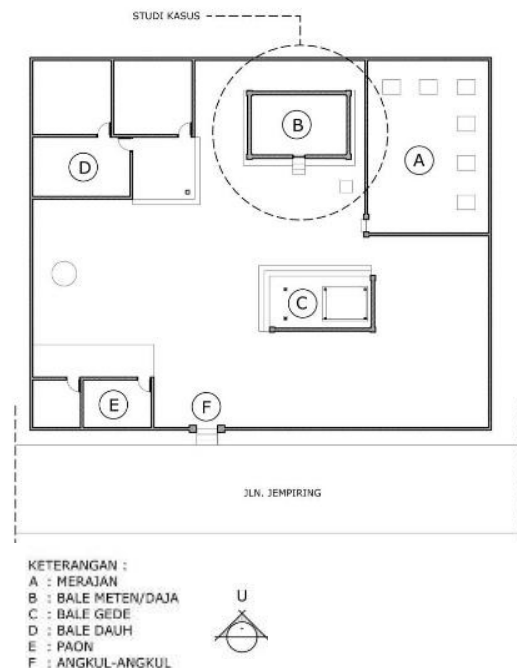 STUDI KASUS
B
A
D
C
E
F
JLN. JEMPIRING
KETERANGAN :
A : MERAJAN
B : BALE METEN/DAJA
C : BALE GEDE
D : BALE DAUH
E : PAON
F : ANGKUL-ANGKUL
U